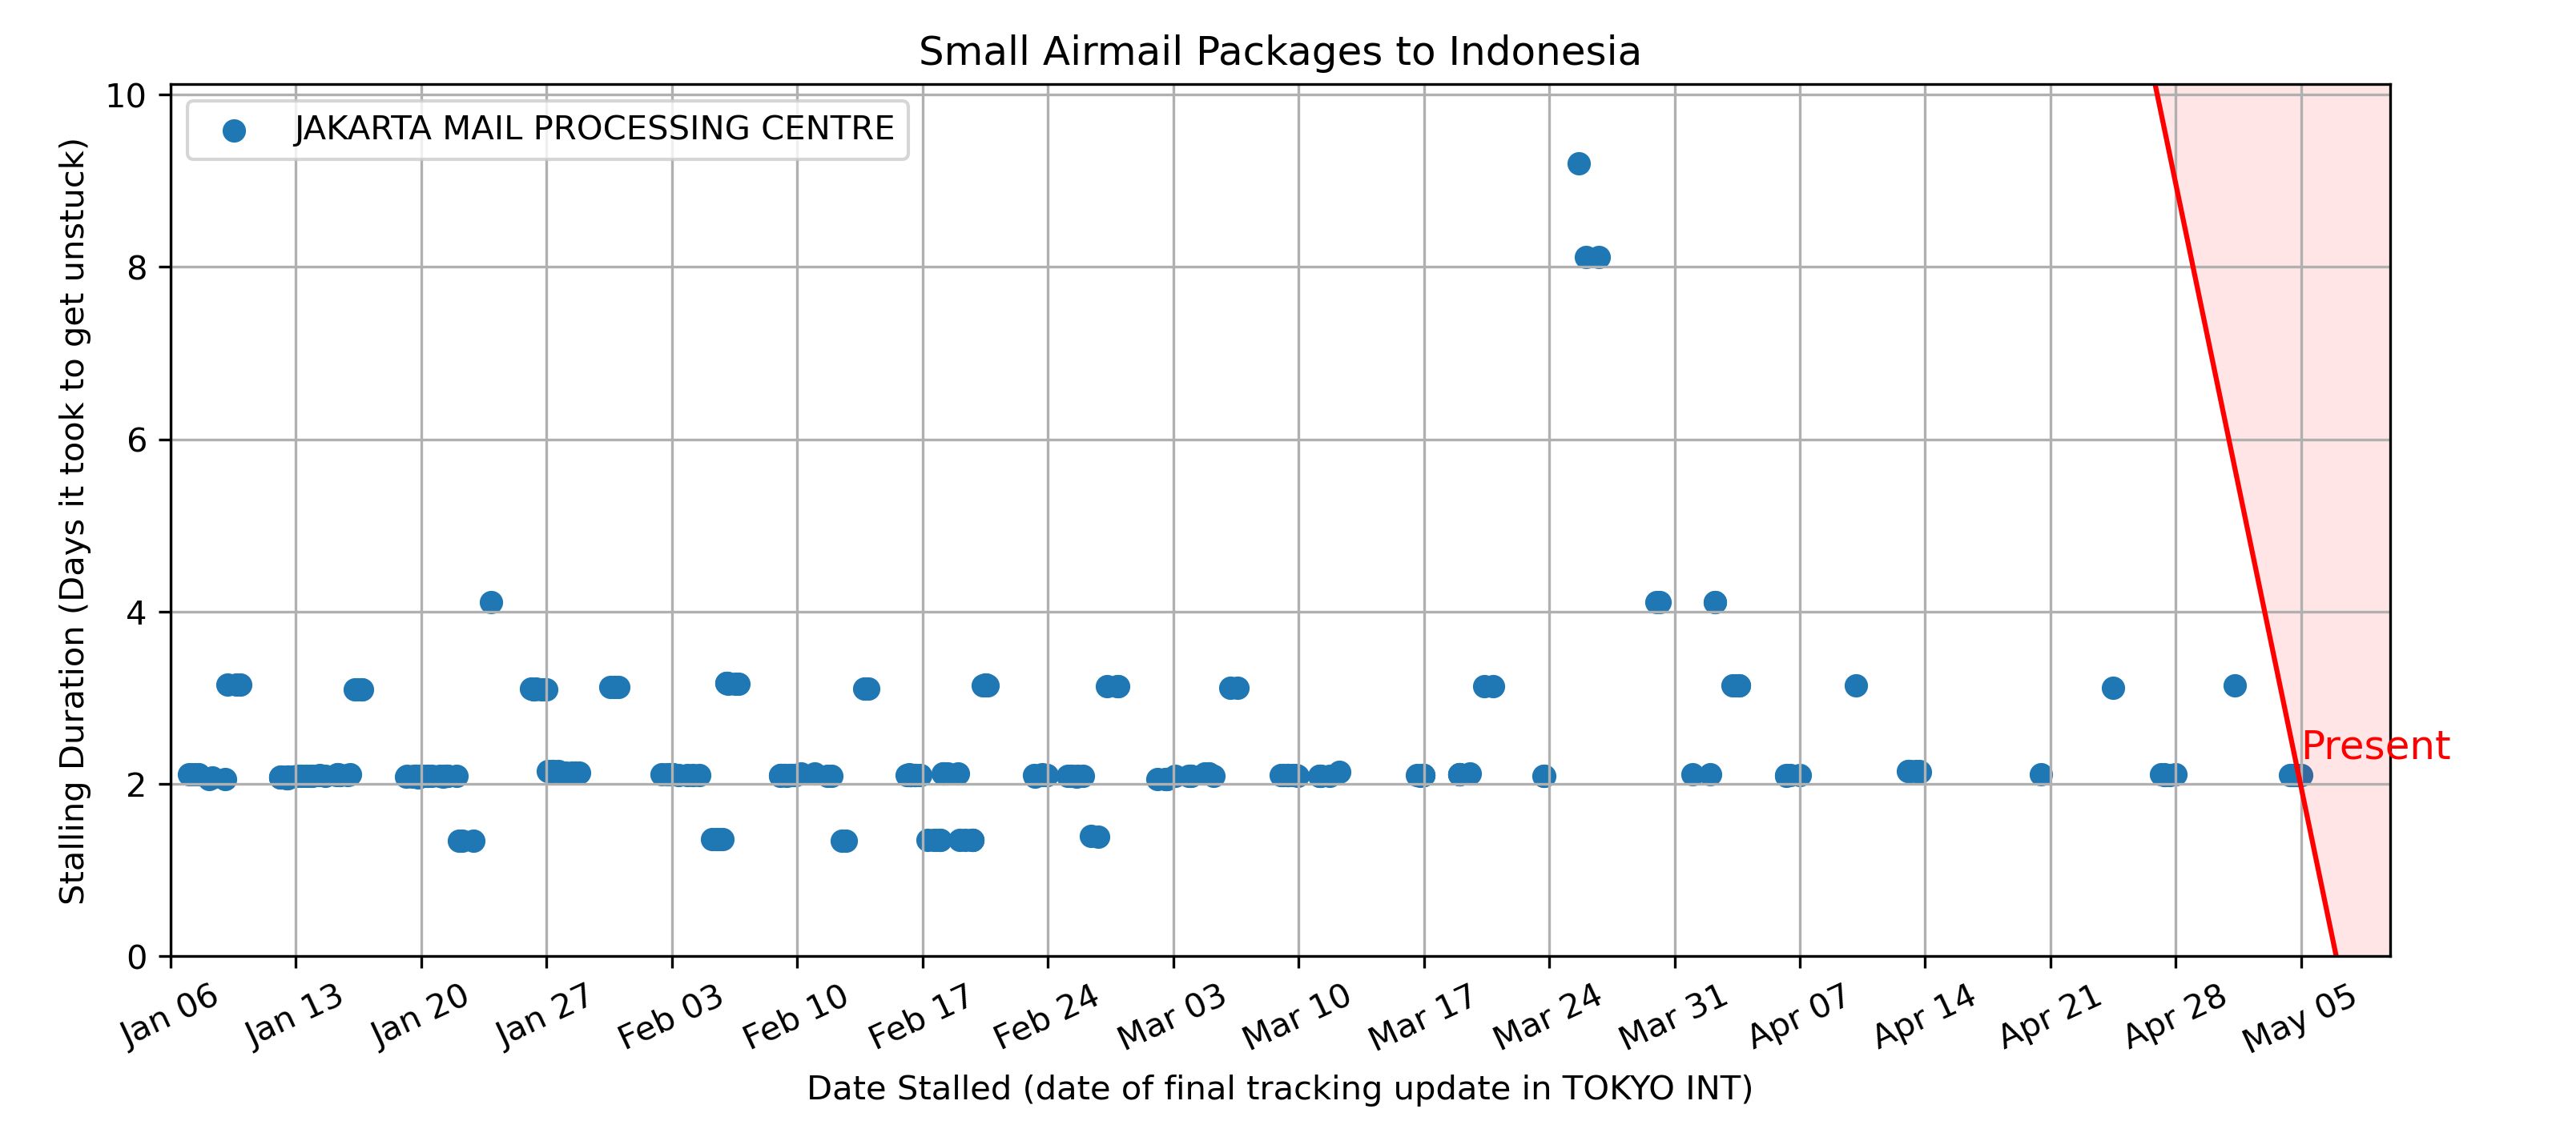 Small Airmail Packages to Indonesia
JAKARTA MAIL PROCESSING CENTRE
Stalling Duration (Days it took to get unstuck)
10
8
6
4
2
0
Present
Jan 06 Jan 13 Jan 20 Jan 27 Feb 03 Feb 10 Feb 17 Feb 24 Mar 03 Mar 10 Mar 17 Mar 24 Mar 31 Apr 07 Apr 14 Apr 21 Apr 28 May 05
Date Stalled (date of final tracking update in TOKYO INT)